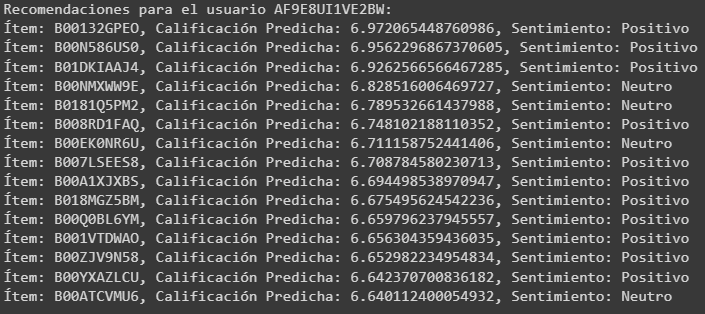 Recomendaciones para el usuario AF9E8UI1VE2BW:
Ítem: B00132GPEO, Calificación Predicha: 6.972065448760986, Sentimiento: Positivo
Ítem: B00N586US0, Calificación Predicha: 6.9562296867370605, Sentimiento: Positivo
Ítem: B01DKIAAJ4, Calificación Predicha: 6.9262566566467285, Sentimiento: Positivo
Ítem: B00NMXWW9E, Calificación Predicha: 6.828516006469727, Sentimiento: Neutro
Ítem: B0181Q5PM2, Calificación Predicha: 6.789532661437988, Sentimiento: Neutro
Ítem: B008RD1FAQ, Calificación Predicha: 6.748102188110352, Sentimiento: Positivo
Ítem: B00EK0NR6U, Calificación Predicha: 6.711158752441406, Sentimiento: Neutro
Ítem: B007LSEES8, Calificación Predicha: 6.708784580230713, Sentimiento: Positivo
Ítem: B00A1XJXBS, Calificación Predicha: 6.694498538970947, Sentimiento: Positivo
Ítem: B018MGZ5BM, Calificación Predicha: 6.675495624542236, Sentimiento: Positivo
Ítem: B00Q0BL6YM, Calificación Predicha: 6.659796237945557, Sentimiento: Positivo
Ítem: B001VTDWAO, Calificación Predicha: 6.656304359436035, Sentimiento: Positivo
Ítem: B00ZJV9N58, Calificación Predicha: 6.652982234954834, Sentimiento: Positivo
Ítem: B00YXAZLCU, Calificación Predicha: 6.642370700836182, Sentimiento: Positivo
Ítem: B00ATCVMU6, Calificación Predicha: 6.640112400054932, Sentimiento: Neutro